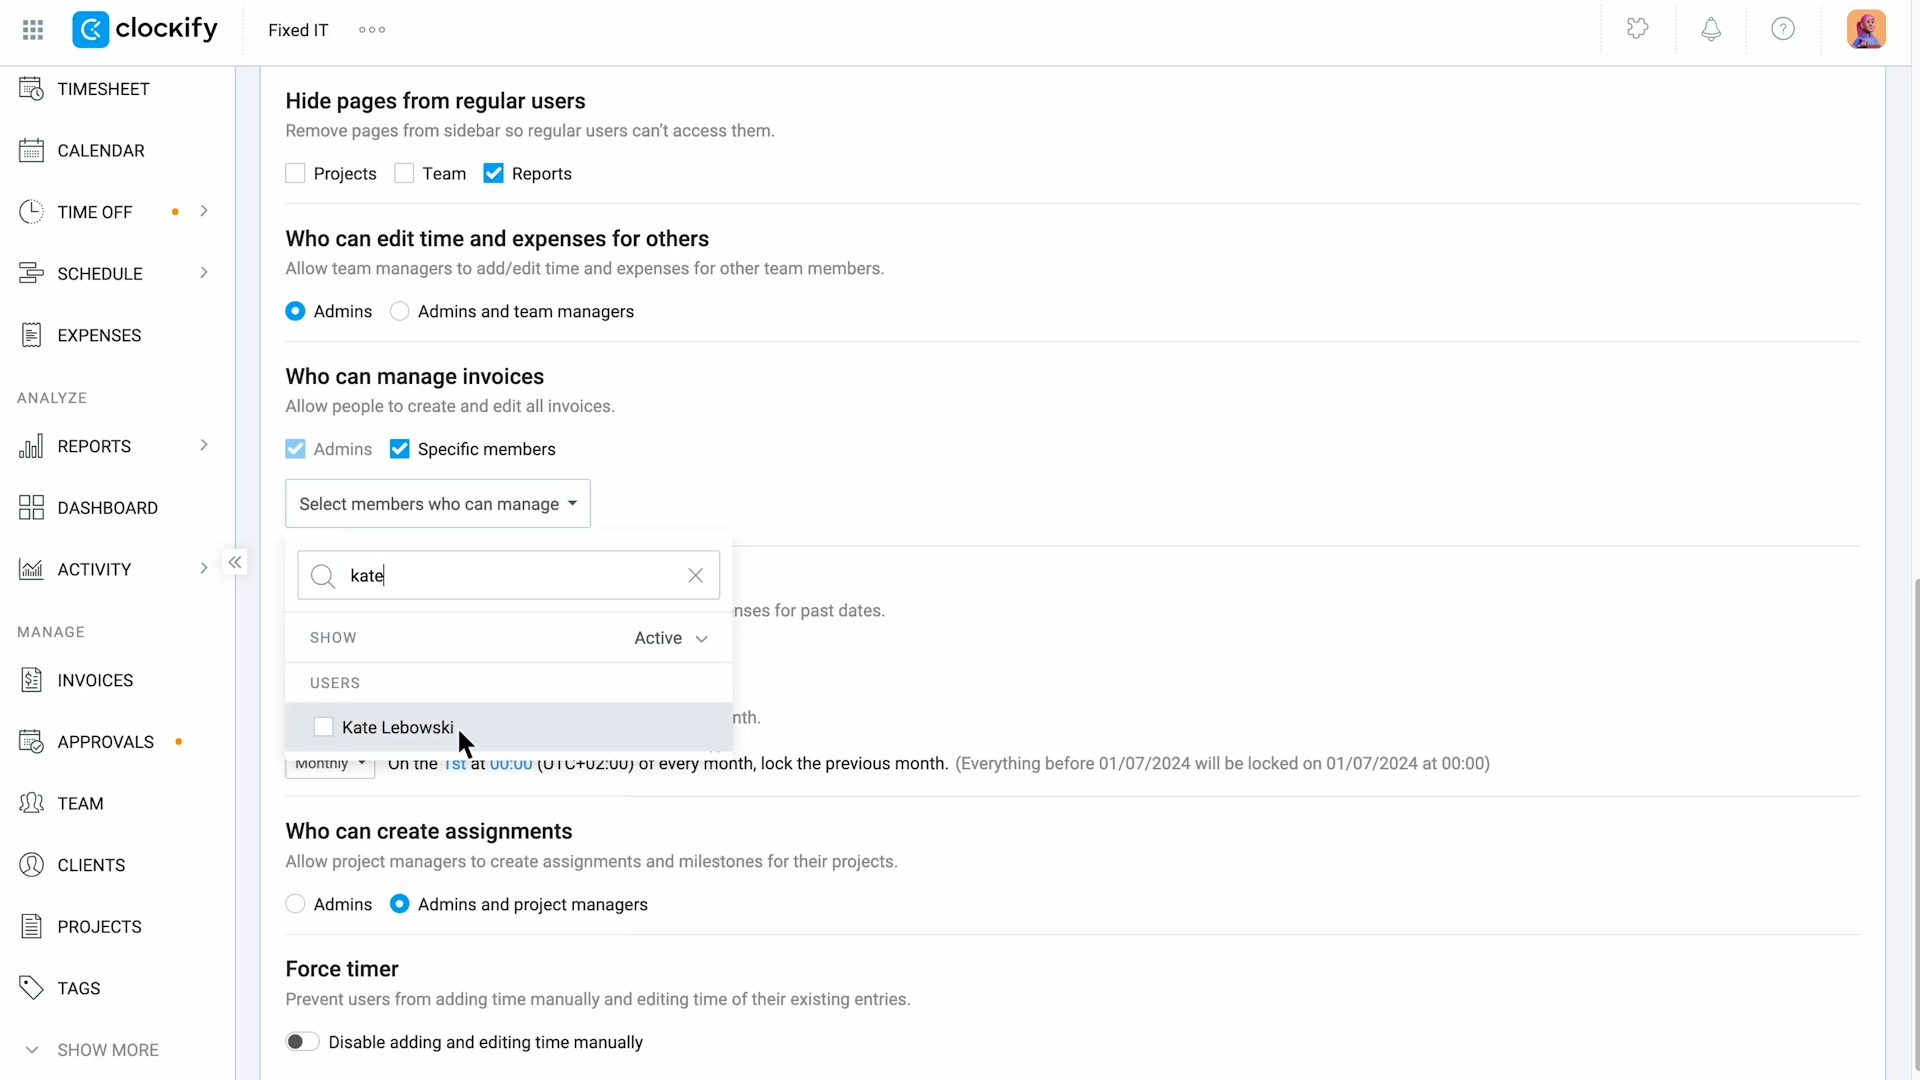 clockify
Fixed IT
TIMESHEET
CALENDAR
TIME OFF
SCHEDULE
EXPENSES
ANALYZE
REPORTS
DASHBOARD
ACTIVITY
MANAGE
INVOICES
APPROVALS
TEAM
CLIENTS
PROJECTS
TAGS
SHOW MORE
Hide pages from regular users
Remove pages from sidebar so regular users can't access them.
Projects Team Reports
Who can edit time and expenses for others
Allow team managers to add/edit time and expenses for other team members.
Admins Admins and team managers
Who can manage invoices
Allow people to create and edit all invoices.
Admins Specific members
Select members who can manage
kate
nses for past dates.
SHOW Active
USERS
nth.
Kate Lebowski
Monthly On the 1st at 00:00 (UTC+02:00) of every month, lock the previous month. (Everything before 01/07/2024 will be locked on 01/07/2024 at 00:00)
Who can create assignments
Allow project managers to create assignments and milestones for their projects.
Admins Admins and project managers
Force timer
Prevent users from adding time manually and editing time of their existing entries.
Disable adding and editing time manually